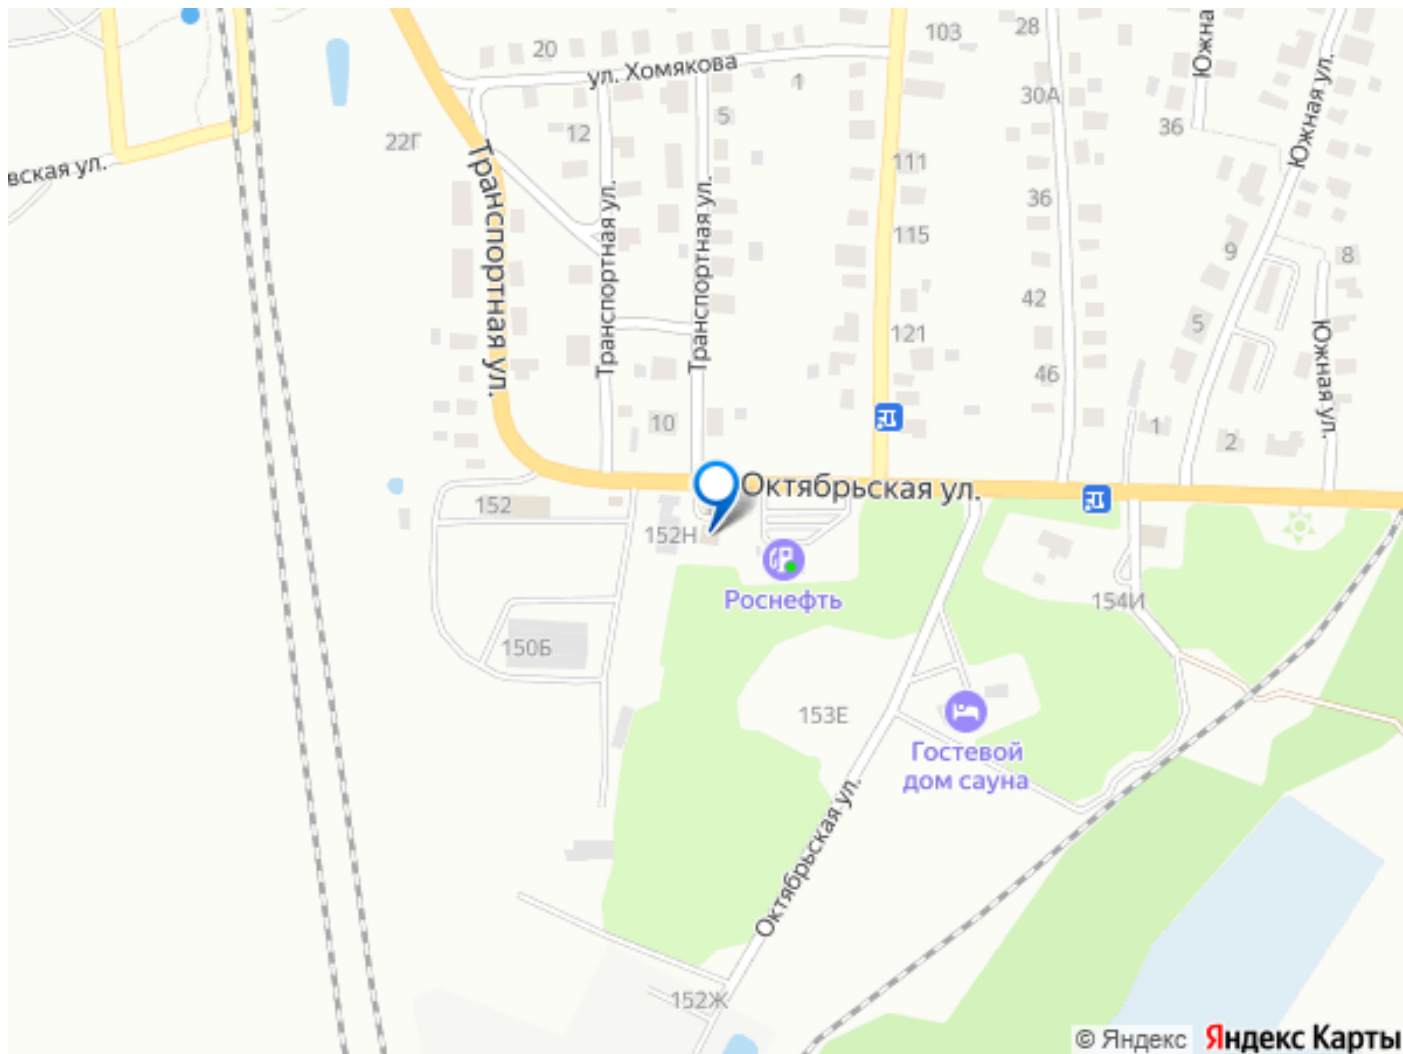 20
ул. Хомякова
103
28
Южна
Южная ул.
1
30А
5
12
36
22Г
вская ул.
Транспортная ул.
Транспортная ул.
Транспортная ул.
111
36
115
9
8
42
5
121
Южная ул.
46
10
1
2
Октябрьская ул.
152
152Н
Роснефть
154И
150Б
153Е
Гостевой
дом сауна
Октябрьская ул.
152Ж
© Яндекс
Яндекс Карты